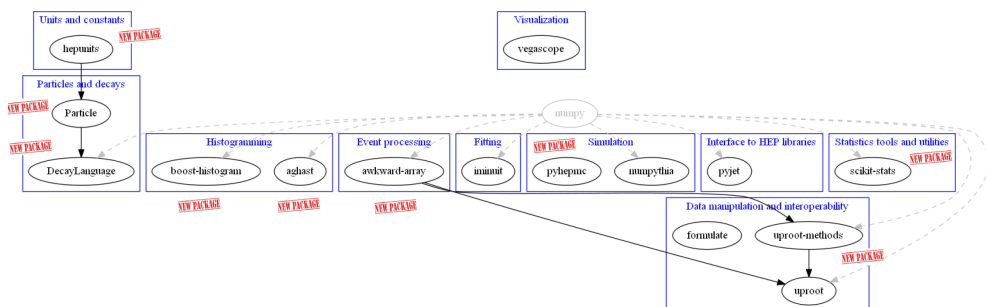 Units and constants
Visualization
NEW PACKAGE
hepunits
vegascope
Particles and decays
NEW PACKAGE
Particle
numpy
NEW PACKAGE
Histogramming
Event processing
Fitting
NEW PACKAGE
Simulation
Interface to HEP libraries
Statistics tools and utilities
NEW PACKAGE
DecayLanguage
boost-histogram
aghast
awkward-array
iminuit
pyhepmc
numpythia
pyjet
scikit-stats
NEW PACKAGE
NEW PACKAGE
NEW PACKAGE
Data manipulation and interoperability
formulate
uproot-methods
NEW PACKAGE
uproot